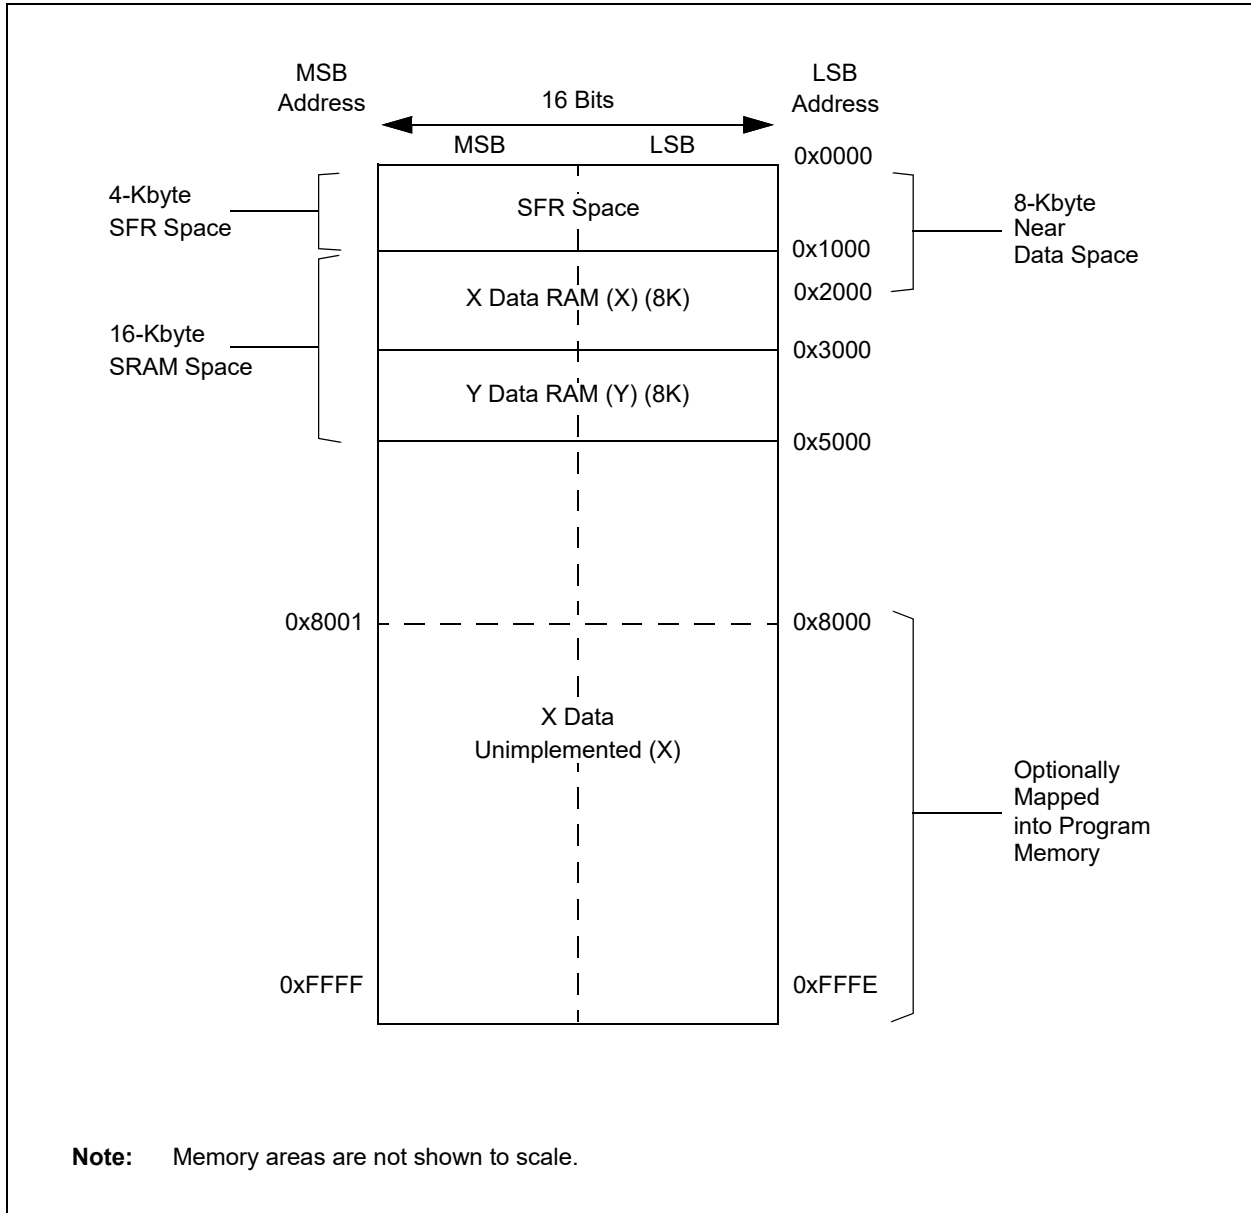 MSB
Address
16 Bits
LSB
Address
MSB
LSB
0x0000
4-Kbyte
SFR Space
SFR Space
8-Kbyte
Near
Data Space
0x1000
X Data RAM (X) (8K)
0x2000
16-Kbyte
SRAM Space
0x3000
Y Data RAM (Y) (8K)
0x5000
0x8001
0x8000
X Data
Unimplemented (X)
Optionally
Mapped
into Program
Memory
0xFFFF
0xFFFE
Note: Memory areas are not shown to scale.